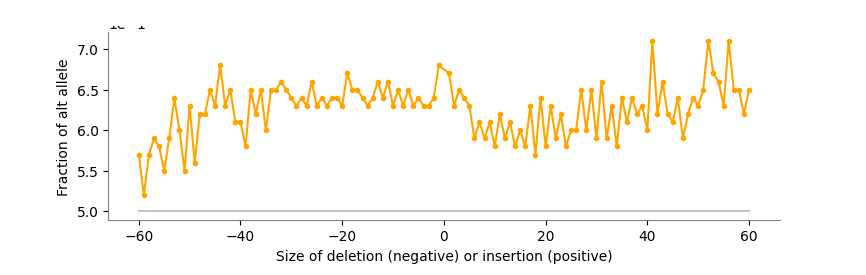 7.0
6.5
6.0
5.5
5.0
Fraction of alt allele
−60 −40 −20 0 20 40 60
Size of deletion (negative) or insertion (positive)